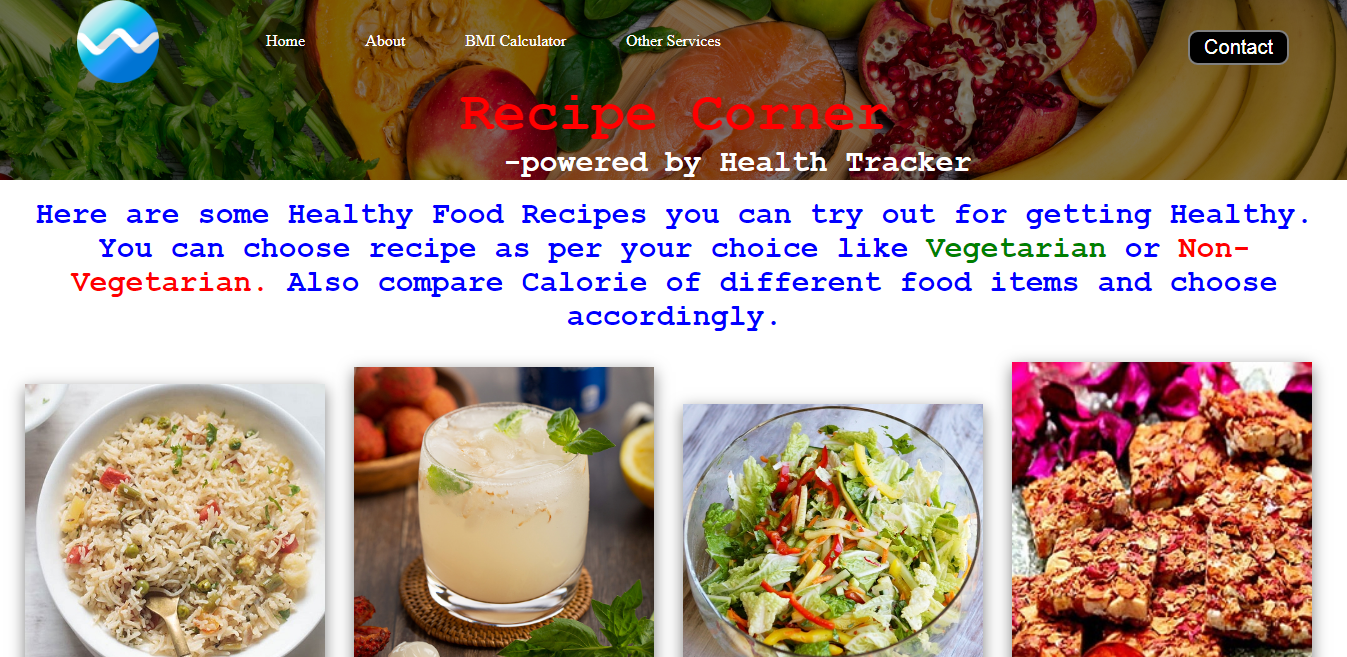 Home About BMI Calculator Other Services Contact
Recipe Corner
-powered by Health Tracker
Here are some Healthy Food Recipes you can try out for getting Healthy.
You can choose recipe as per your choice like Vegetarian or Non-
Vegetarian. Also compare Calorie of different food items and choose
accordingly.